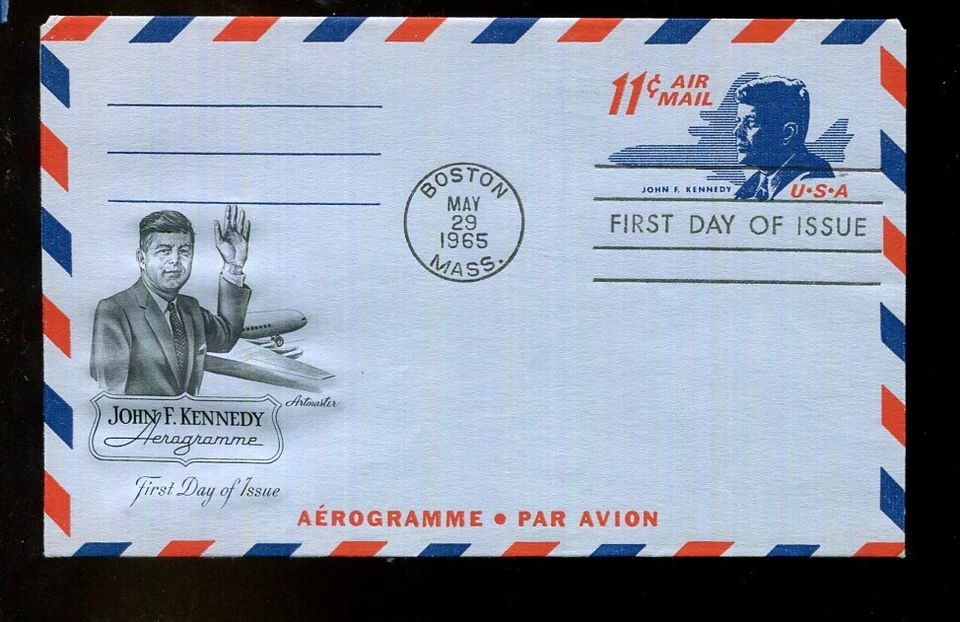 11¢ AIR
MAIL
JOHN F. KENNEDY
U·S·A
BOSTON
MAY
29
1965
MASS.
FIRST DAY OF ISSUE
Artmaster
JOHN F. KENNEDY
Aerogramme
First Day of Issue
AÉROGRAMME • PAR AVION